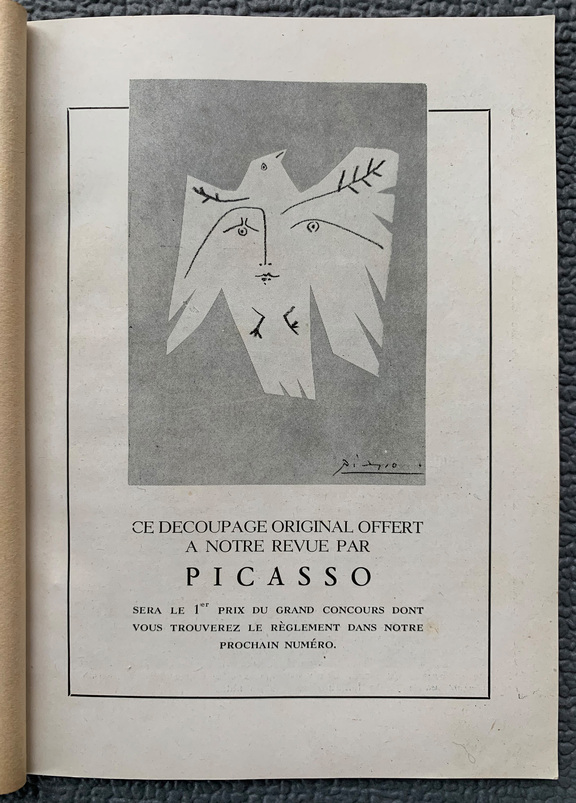 Picasso
CE DECOUPAGE ORIGINAL OFFERT
A NOTRE REVUE PAR
PICASSO
SERA LE 1er PRIX DU GRAND CONCOURS DONT
VOUS TROUVEREZ LE RÈGLEMENT DANS NOTRE
PROCHAIN NUMÉRO.